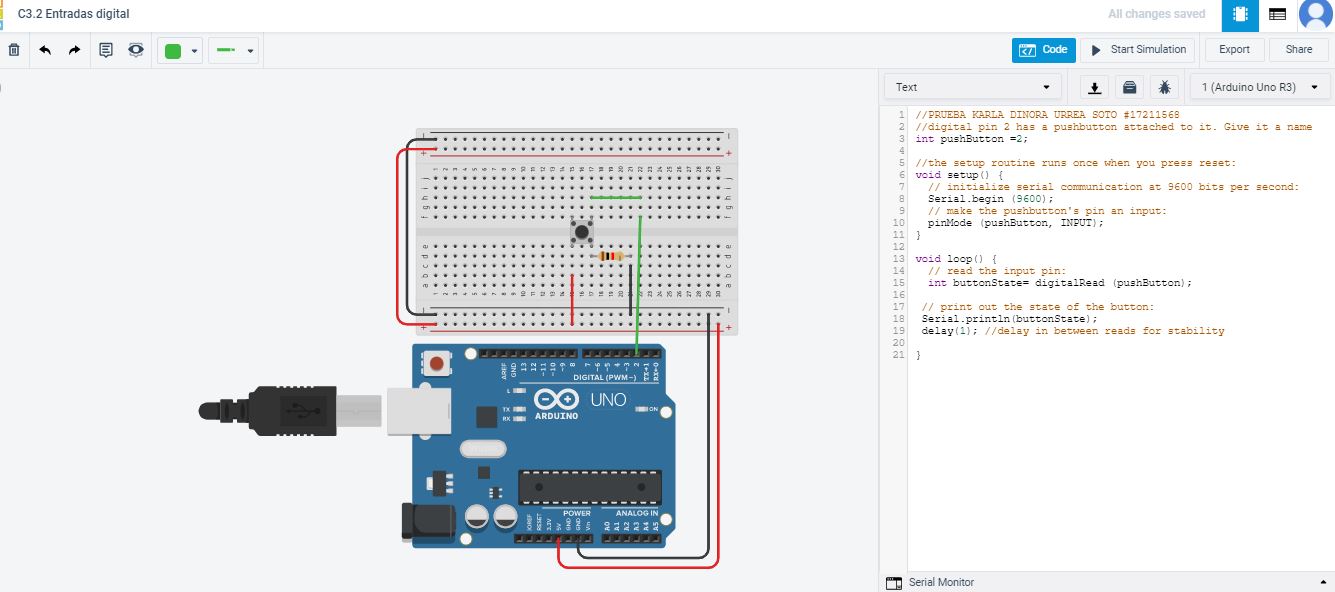 C3.2 Entradas digital
All changes saved
Code
Start Simulation
Export
Share
Text
1 (Arduino Uno R3)
1 //PRUEBA KARLA DINORA URREA SOTO #17211568
2 //digital pin 2 has a pushbutton attached to it. Give it a name
3 int pushButton =2;
4
5 //the setup routine runs once when you press reset:
6 void setup() {
7 // initialize serial communication at 9600 bits per second:
8 Serial.begin (9600);
9 // make the pushbutton's pin an input:
10 pinMode (pushButton, INPUT);
11 }
12
13 void loop() {
14 // read the input pin:
15 int buttonState= digitalRead (pushButton);
16
17 // print out the state of the button:
18 Serial.println(buttonState);
19 delay(1); //delay in between reads for stability
20
21 }
Serial Monitor
AREF
GND
13
12
~11
~10
~9
8
7
~6
~5
4
~3
2
TX→1
RX←0
DIGITAL (PWM~)
L
TX
RX
UNO
ON
ARDUINO
POWER
ANALOG IN
IOREF
RESET
3.3V
5V
GND
GND
Vin
A0
A1
A2
A3
A4
A5